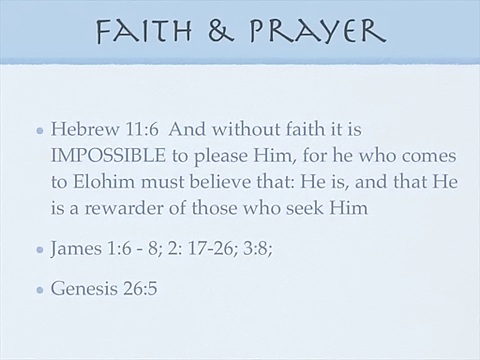 FAITH & PRAYER
• Hebrew 11:6 And without faith it is
IMPOSSIBLE to please Him, for he who comes
to Elohim must believe that: He is, and that He
is a rewarder of those who seek Him
• James 1:6 - 8; 2: 17-26; 3:8;
• Genesis 26:5